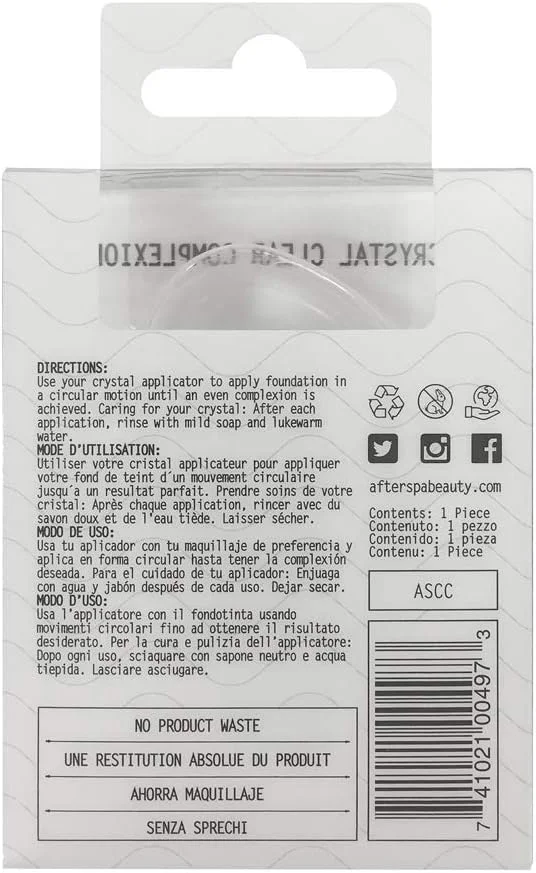 CRYSTAL CLEAR COMPLEXION
DIRECTIONS:
Use your crystal applicator to apply foundation in
a circular motion until an even complexion is
achieved. Caring for your crystal: After each
application, rinse with mild soap and lukewarm
water.
MODE D'UTILISATION:
Utiliser votre cristal applicateur pour appliquer
votre fond de teint d'un mouvement circulaire
jusqu'a un resultat parfait. Prendre soins de votre
cristal: Après chaque application, rincer avec du
savon doux et de l'eau tiède. Laisser sécher.
MODO DE USO:
Usa tu aplicador con tu maquillaje de preferencia y
aplica en forma circular hasta tener la complexión
deseada. Para el cuidado de tu aplicador: Enjuaga
con agua y jabón después de cada uso. Dejar secar.
MODO D'USO:
Usa l'applicatore con il fondotinta usando
movimenti circolari fino ad ottenere il risultato
desiderato. Per la cura e pulizia dell'applicatore:
Dopo ogni uso, sciaquare con sapone neutro e acqua
tiepida. Lasciare asciugare.
NO PRODUCT WASTE
UNE RESTITUTION ABSOLUE DU PRODUIT
AHORRA MAQUILLAJE
SENZA SPRECHI
afterspabeauty.com
Contents: 1 Piece
Contenuto: 1 pezzo
Contenido: 1 pieza
Contenu: 1 Piece
ASCC
7 41021 00497 3